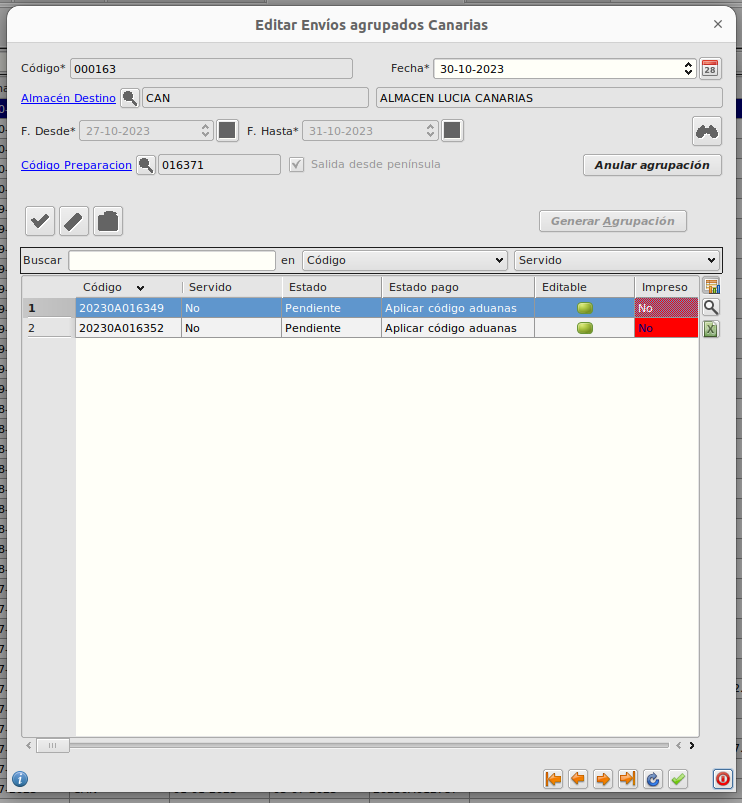 Editar Envíos agrupados Canarias
Código* 000163 Fecha* 30-10-2023 28
Almacén Destino CAN ALMACEN LUCIA CANARIAS
F. Desde* 27-10-2023 F. Hasta* 31-10-2023
Código Preparacion 016371 Salida desde península Anular agrupación
Generar Agrupación
Buscar en Código Servido
Código Servido Estado Estado pago Editable Impreso
1 20230A016349 No Pendiente Aplicar código aduanas No
2 20230A016352 No Pendiente Aplicar código aduanas No